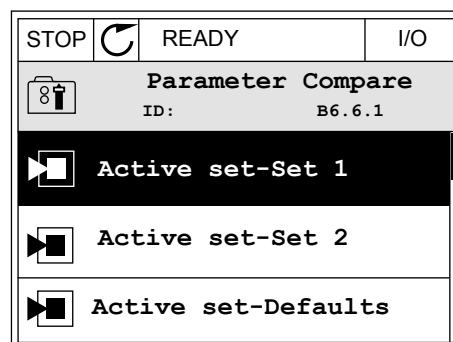 STOP READY I/O
Parameter Compare
ID: B6.6.1
Active set-Set 1
Active set-Set 2
Active set-Defaults